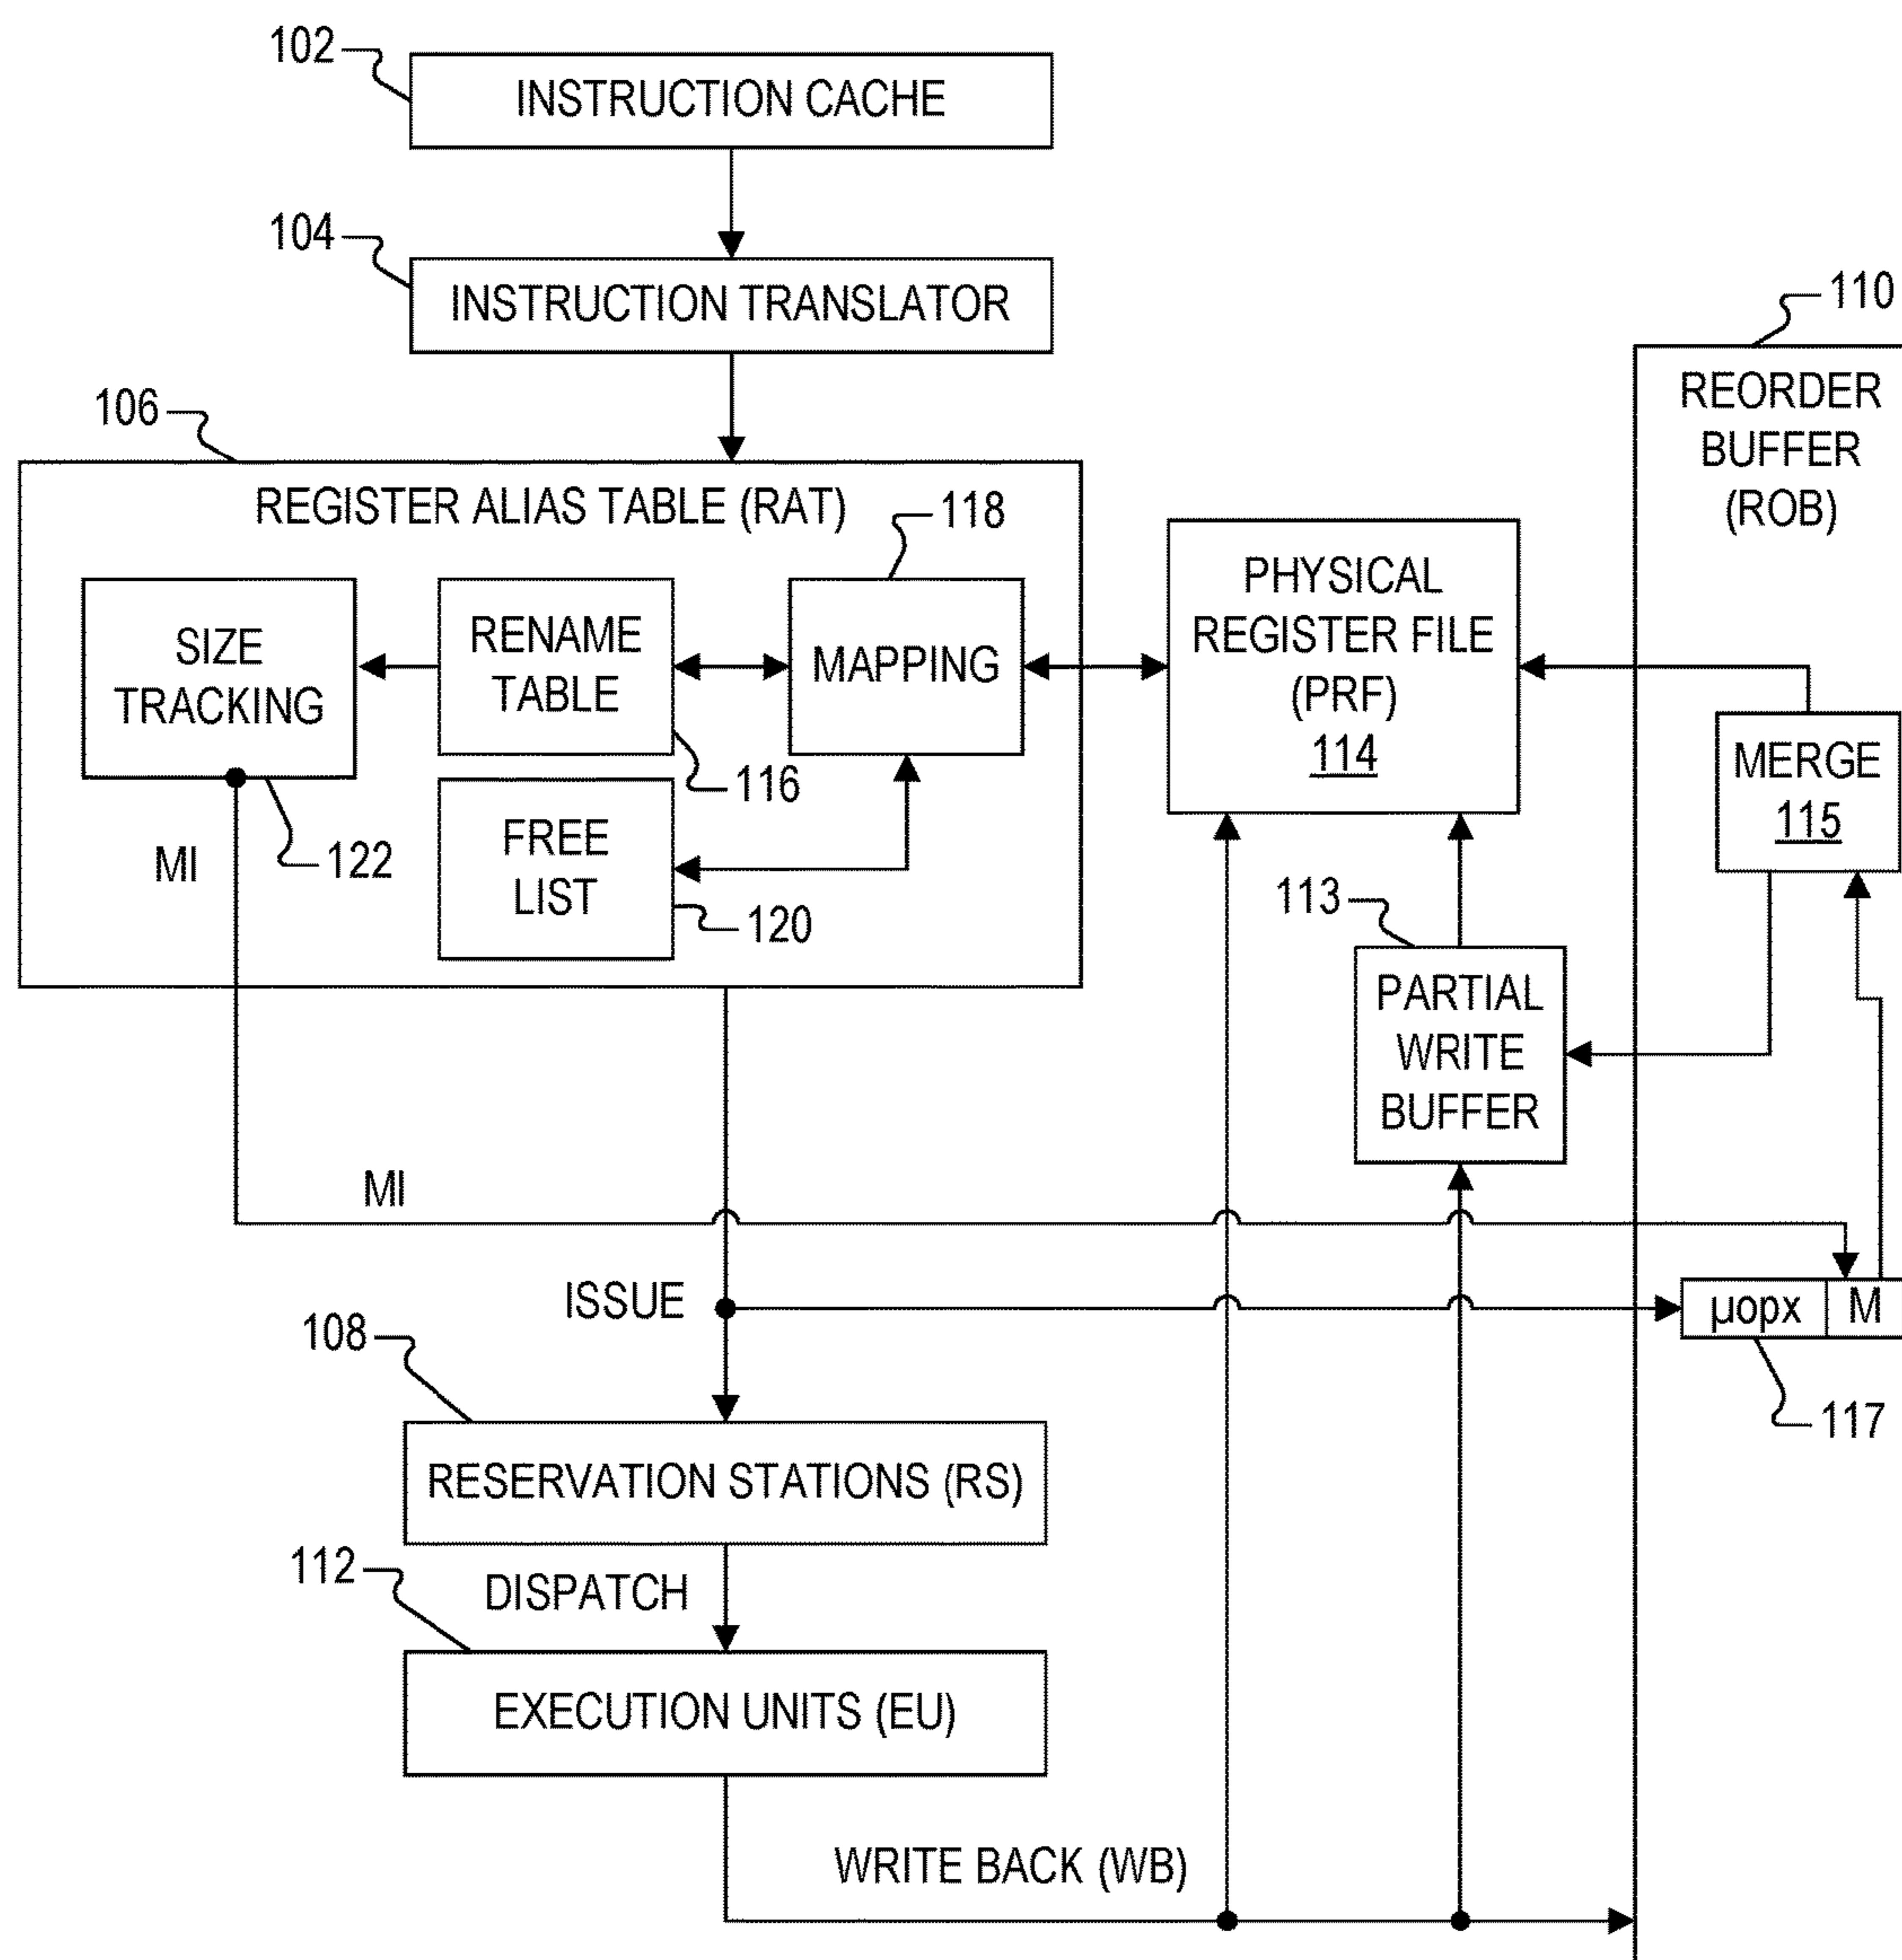 102
INSTRUCTION CACHE
104
INSTRUCTION TRANSLATOR
110
REORDER
BUFFER
(ROB)
106
REGISTER ALIAS TABLE (RAT)
118
SIZE
TRACKING
RENAME
TABLE
MAPPING
116
FREE
LIST
120
122
MI
PHYSICAL
REGISTER FILE
(PRF)
114
MERGE
115
113
PARTIAL
WRITE
BUFFER
MI
ISSUE
µopx
M
117
108
RESERVATION STATIONS (RS)
DISPATCH
112
EXECUTION UNITS (EU)
WRITE BACK (WB)